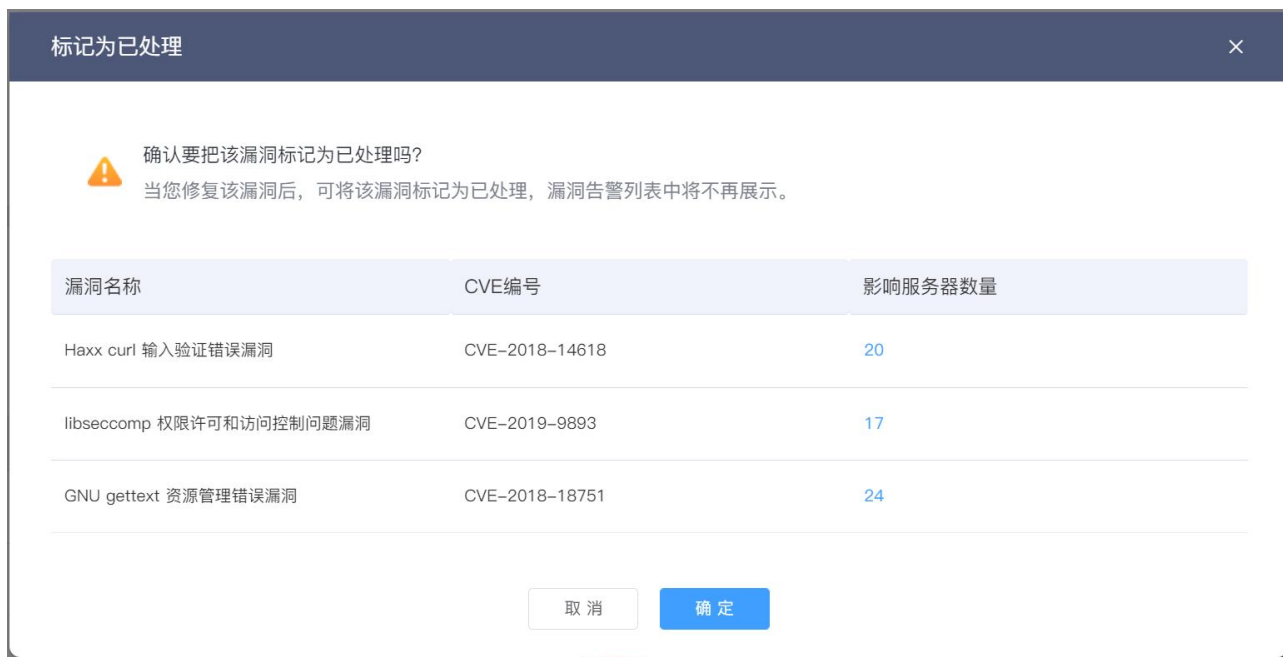 标记为已处理
确认要把该漏洞标记为已处理吗?
当您修复该漏洞后，可将该漏洞标记为已处理，漏洞告警列表中将不再展示。
漏洞名称 CVE编号 影响服务器数量
Haxx curl 输入验证错误漏洞 CVE-2018-14618 20
libseccomp 权限许可和访问控制问题漏洞 CVE-2019-9893 17
GNU gettext 资源管理错误漏洞 CVE-2018-18751 24
取消 确定